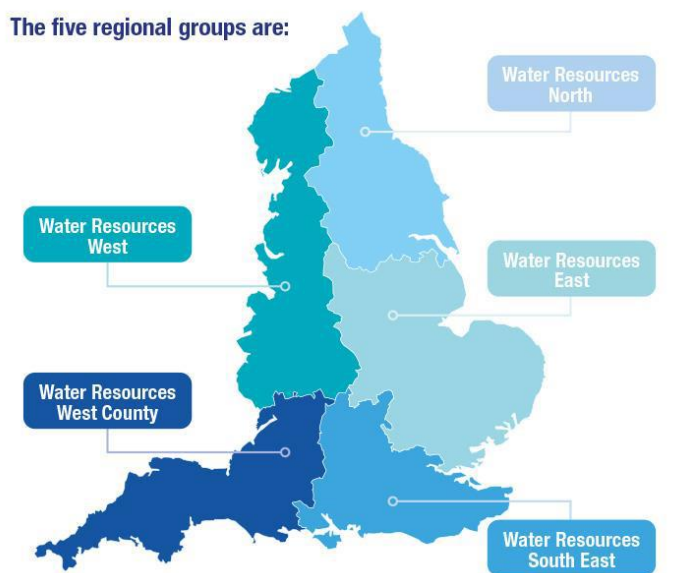 The five regional groups are:
Water Resources
North
Water Resources
West
Water Resources
East
Water Resources
West County
Water Resources
South East